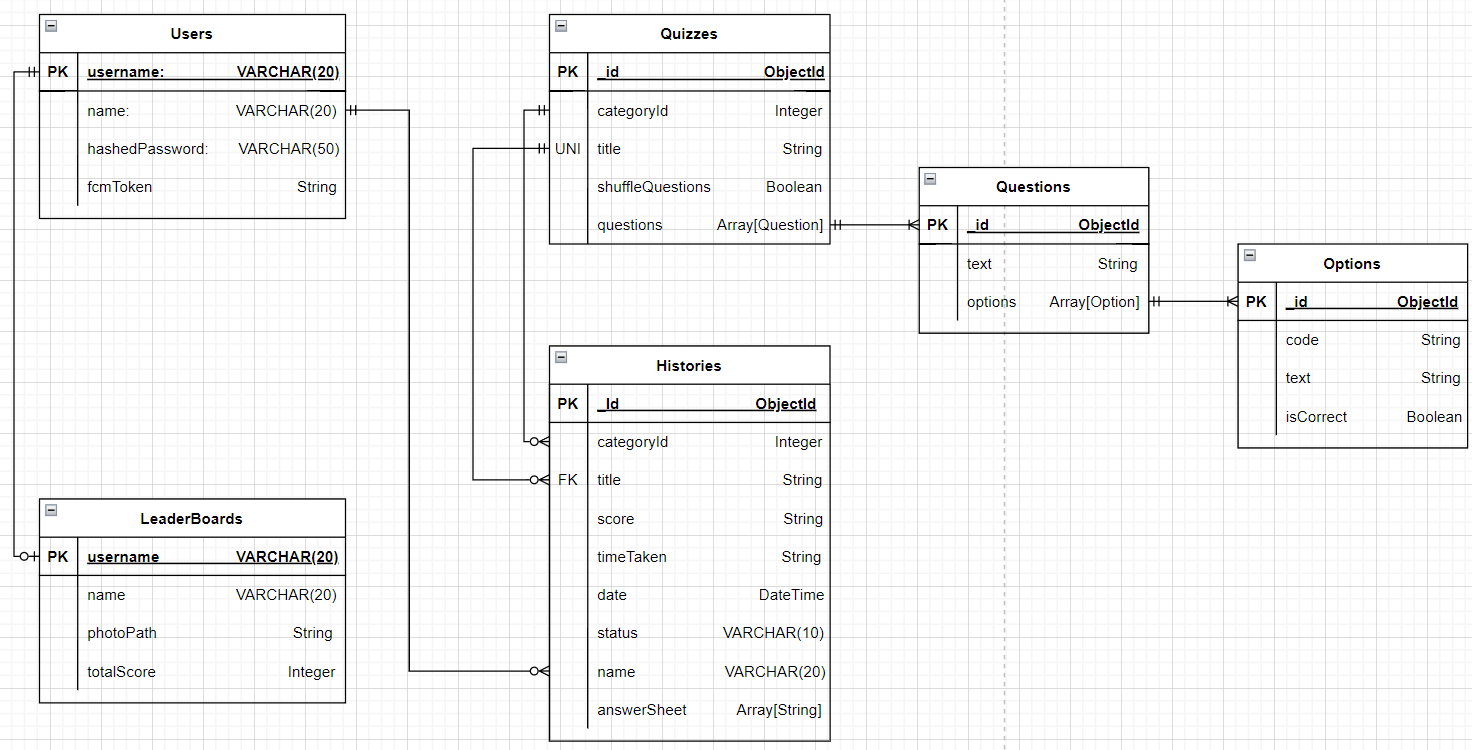 Users
PK username: VARCHAR(20)
name: VARCHAR(20)
hashedPassword: VARCHAR(50)
fcmToken String
Quizzes
PK _id ObjectId
categoryId Integer
UNI title String
shuffleQuestions Boolean
questions Array[Question]
Questions
PK _id ObjectId
text String
options Array[Option]
Options
PK _id ObjectId
code String
text String
isCorrect Boolean
Histories
PK _Id ObjectId
categoryId Integer
FK title String
score String
timeTaken String
date DateTime
status VARCHAR(10)
name VARCHAR(20)
answerSheet Array[String]
LeaderBoards
PK username VARCHAR(20)
name VARCHAR(20)
photoPath String
totalScore Integer